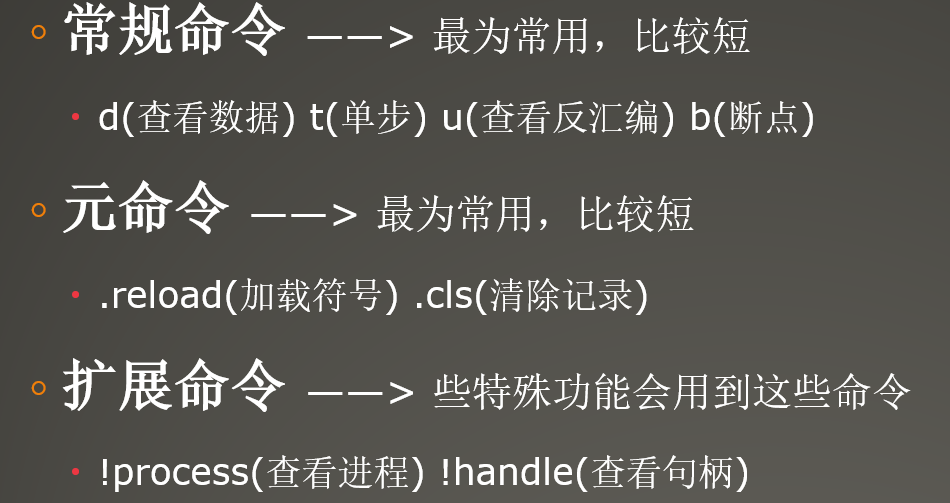 常规命令 ——> 最为常用，比较短
d(查看数据) t(单步) u(查看反汇编) b(断点)
元命令 ——> 最为常用，比较短
.reload(加载符号) .cls(清除记录)
扩展命令 ——> 些特殊功能会用到这些命令
!process(查看进程) !handle(查看句柄)